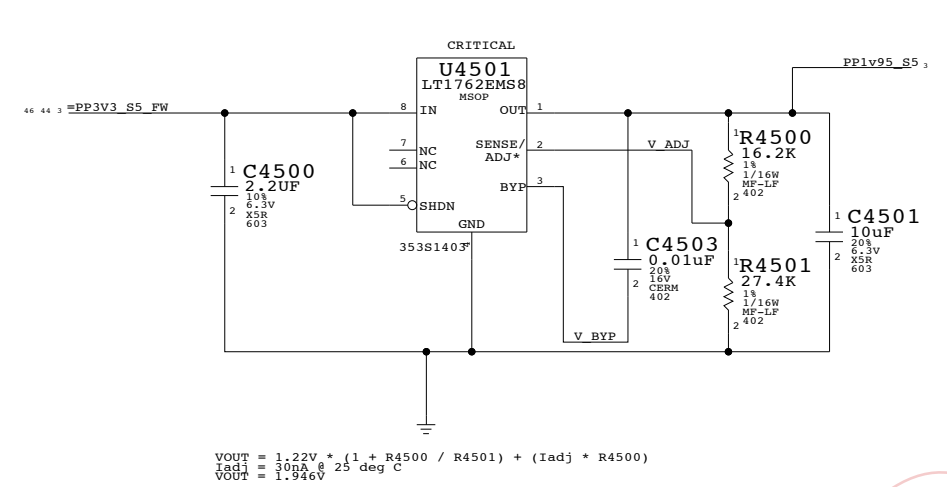 CRITICAL
U4501
LT1762EMS8
MSOP
PP1v95_S5 3
46 44 3 =PP3V3_S5_FW
8 IN
OUT 1
7 NC
6 NC
SENSE/
ADJ*
2
V_ADJ
BYP 3
5 SHDN
GND
353S1403
4
1
C4500
2.2UF
10%
6.3V
X5R
603
2
1
R4500
16.2K
1%
1/16W
MF-LF
402
2
1
C4503
0.01uF
20%
16V
CERM
402
2
V_BYP
1
R4501
27.4K
1%
1/16W
MF-LF
402
2
1
C4501
10uF
20%
6.3V
X5R
603
2
VOUT = 1.22V * (1 + R4500 / R4501) + (Iadj * R4500)
Iadj = 30nA @ 25 deg C
VOUT = 1.946V